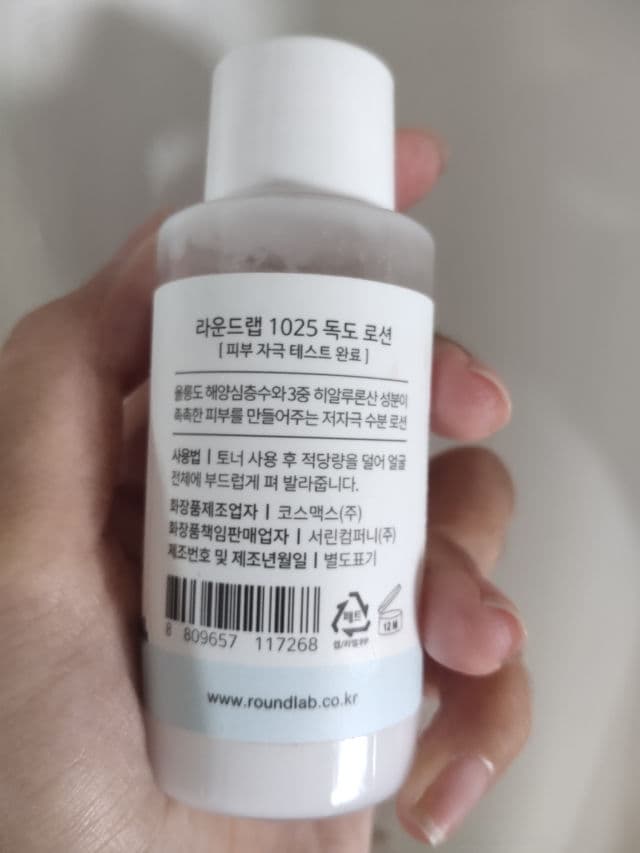 라운드랩 1025 독도 로션
[ 피부 자극 테스트 완료 ]
울릉도 해양심층수와 3중 히알루론산 성분이
촉촉한 피부를 만들어주는 저자극 수분 로션
사용법 | 토너 사용 후 적당량을 덜어 얼굴
전체에 부드럽게 펴 발라줍니다.
화장품제조업자 | 코스맥스(주)
화장품책임판매업자 | 서린컴퍼니(주)
제조번호 및 제조년월일 | 별도표기
8 809657 117268
페트
12 M
www.roundlab.co.kr